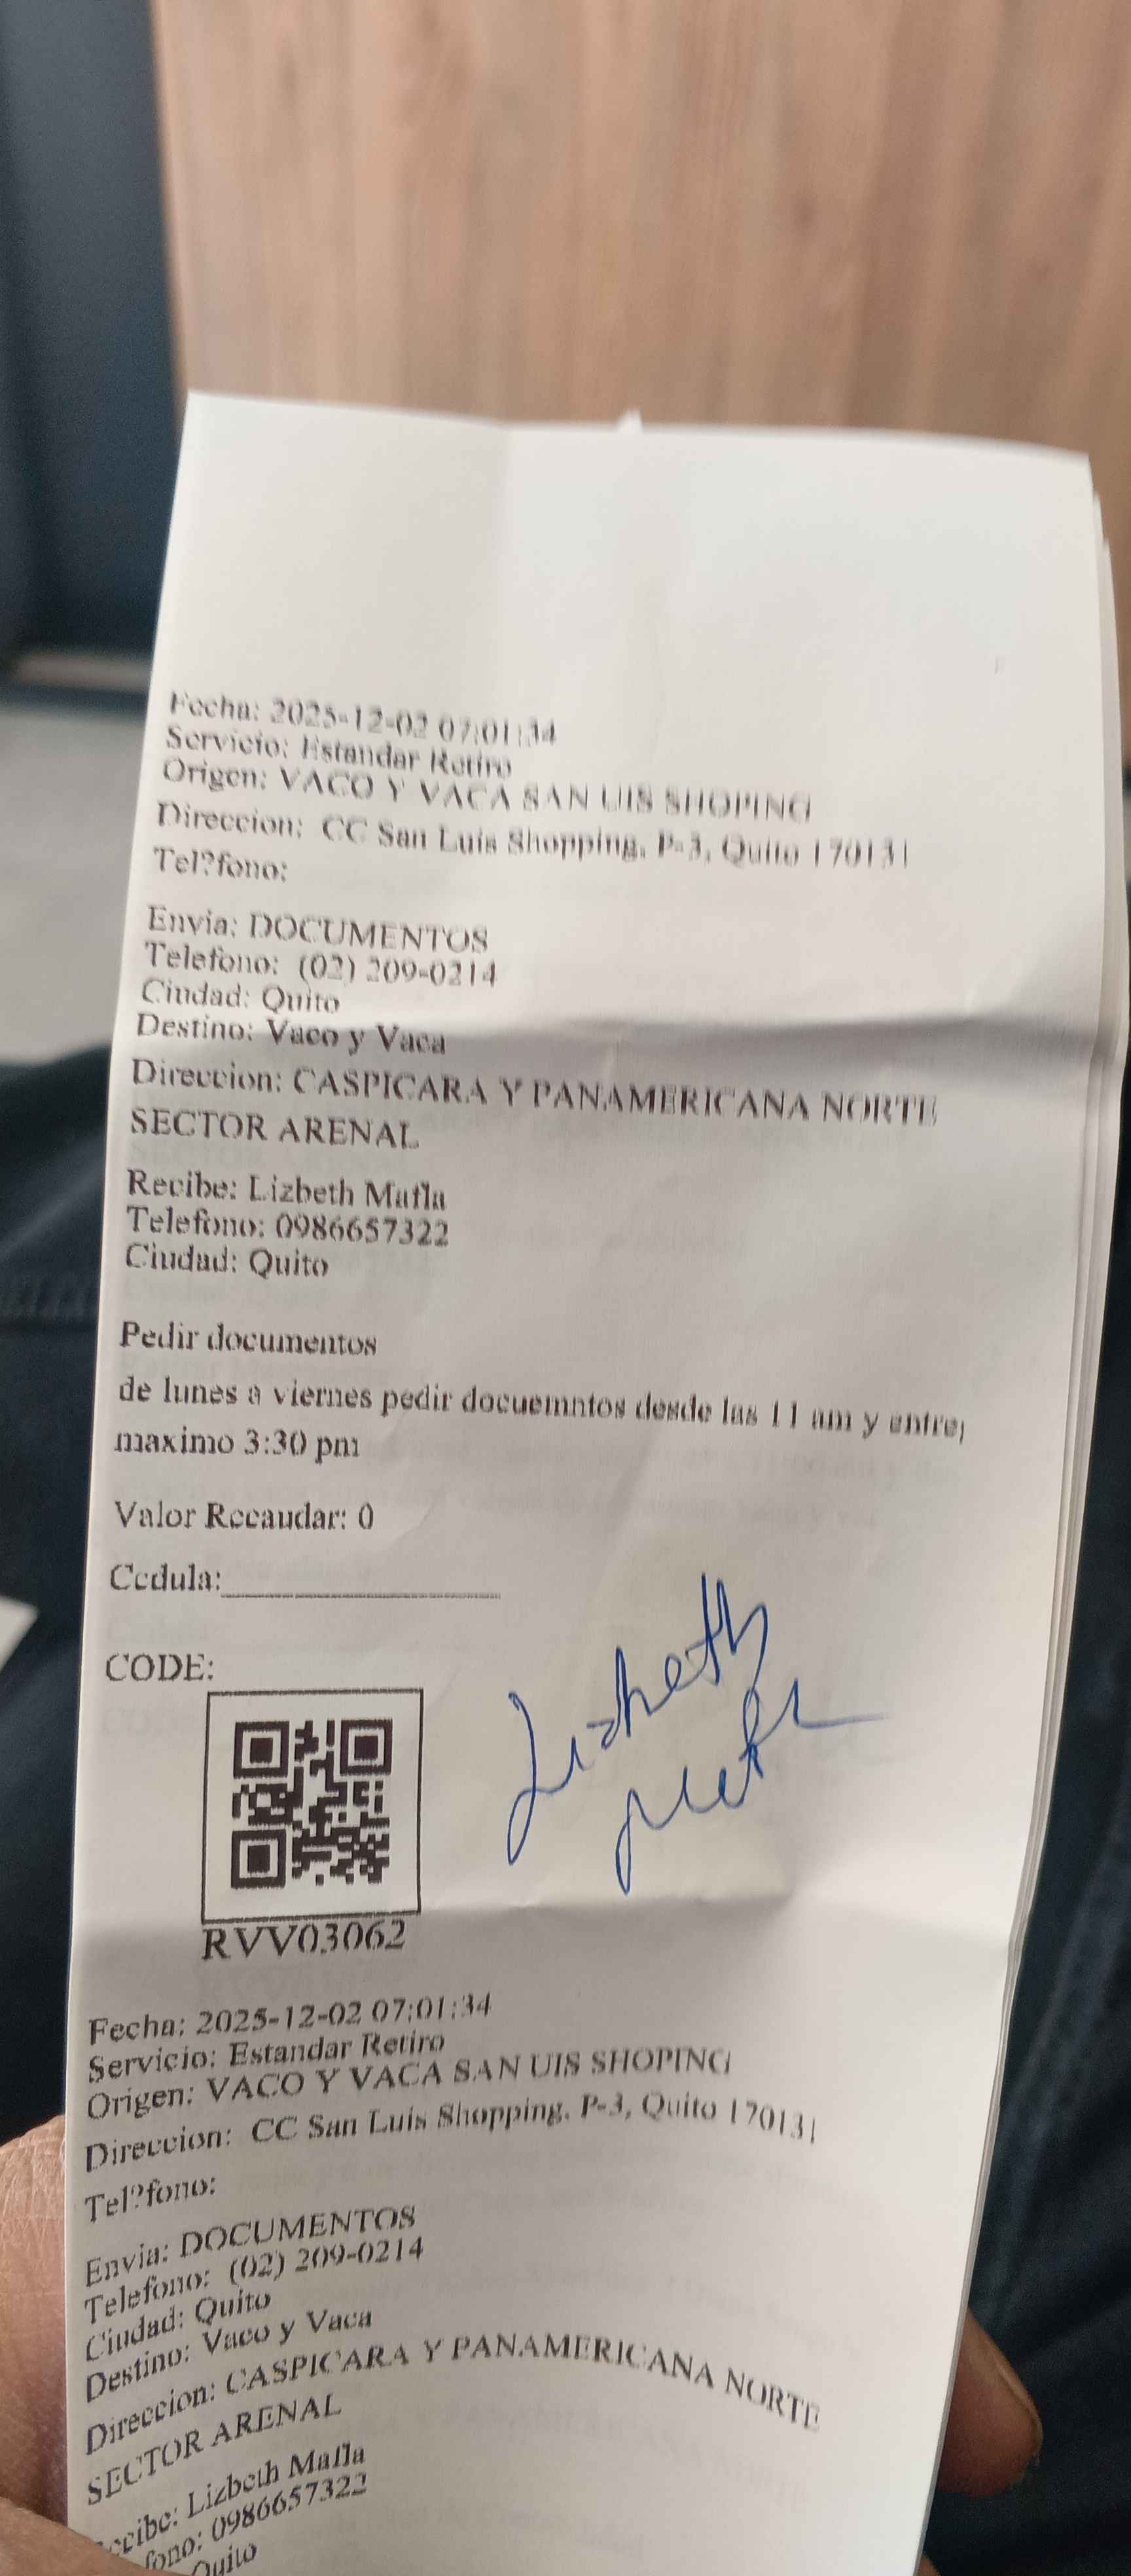 Fecha: 2025-12-02 07:01:34
Servicio: Estandar Retiro
Origen: VACO Y VACA SAN UIS SHOPING
Direccion: CC San Luis Shopping, P-3, Quito 170131
Tel?fono:
Envia: DOCUMENTOS
Telefono: (02) 209-0214
Ciudad: Quito
Destino: Vaco y Vaca
Direccion: CASPICARA Y PANAMERICANA NORTE
SECTOR ARENAL
Recibe: Lizbeth Mafla
Telefono: 0986657322
Ciudad: Quito
Pedir documentos
de lunes a viernes pedir docuemntos desde las 11 am y entre
maximo 3:30 pm
Valor Recaudar: 0
Cedula:
CODE:
Lizbeth
RVV03062
Fecha: 2025-12-02 07:01:34
Servicio: Estandar Retiro
Origen: VACO Y VACA SAN UIS SHOPING
Direccion: CC San Luis Shopping, P-3, Quito 170131
Tel?fono:
Envia: DOCUMENTOS
Telefono: (02) 209-0214
Ciudad: Quito
Destino: Vaco y Vaca
Direccion: CASPICARA Y PANAMERICANA NORTE
SECTOR ARENAL
ecibe: Lizbeth Mafla
fono: 0986657322
Quito